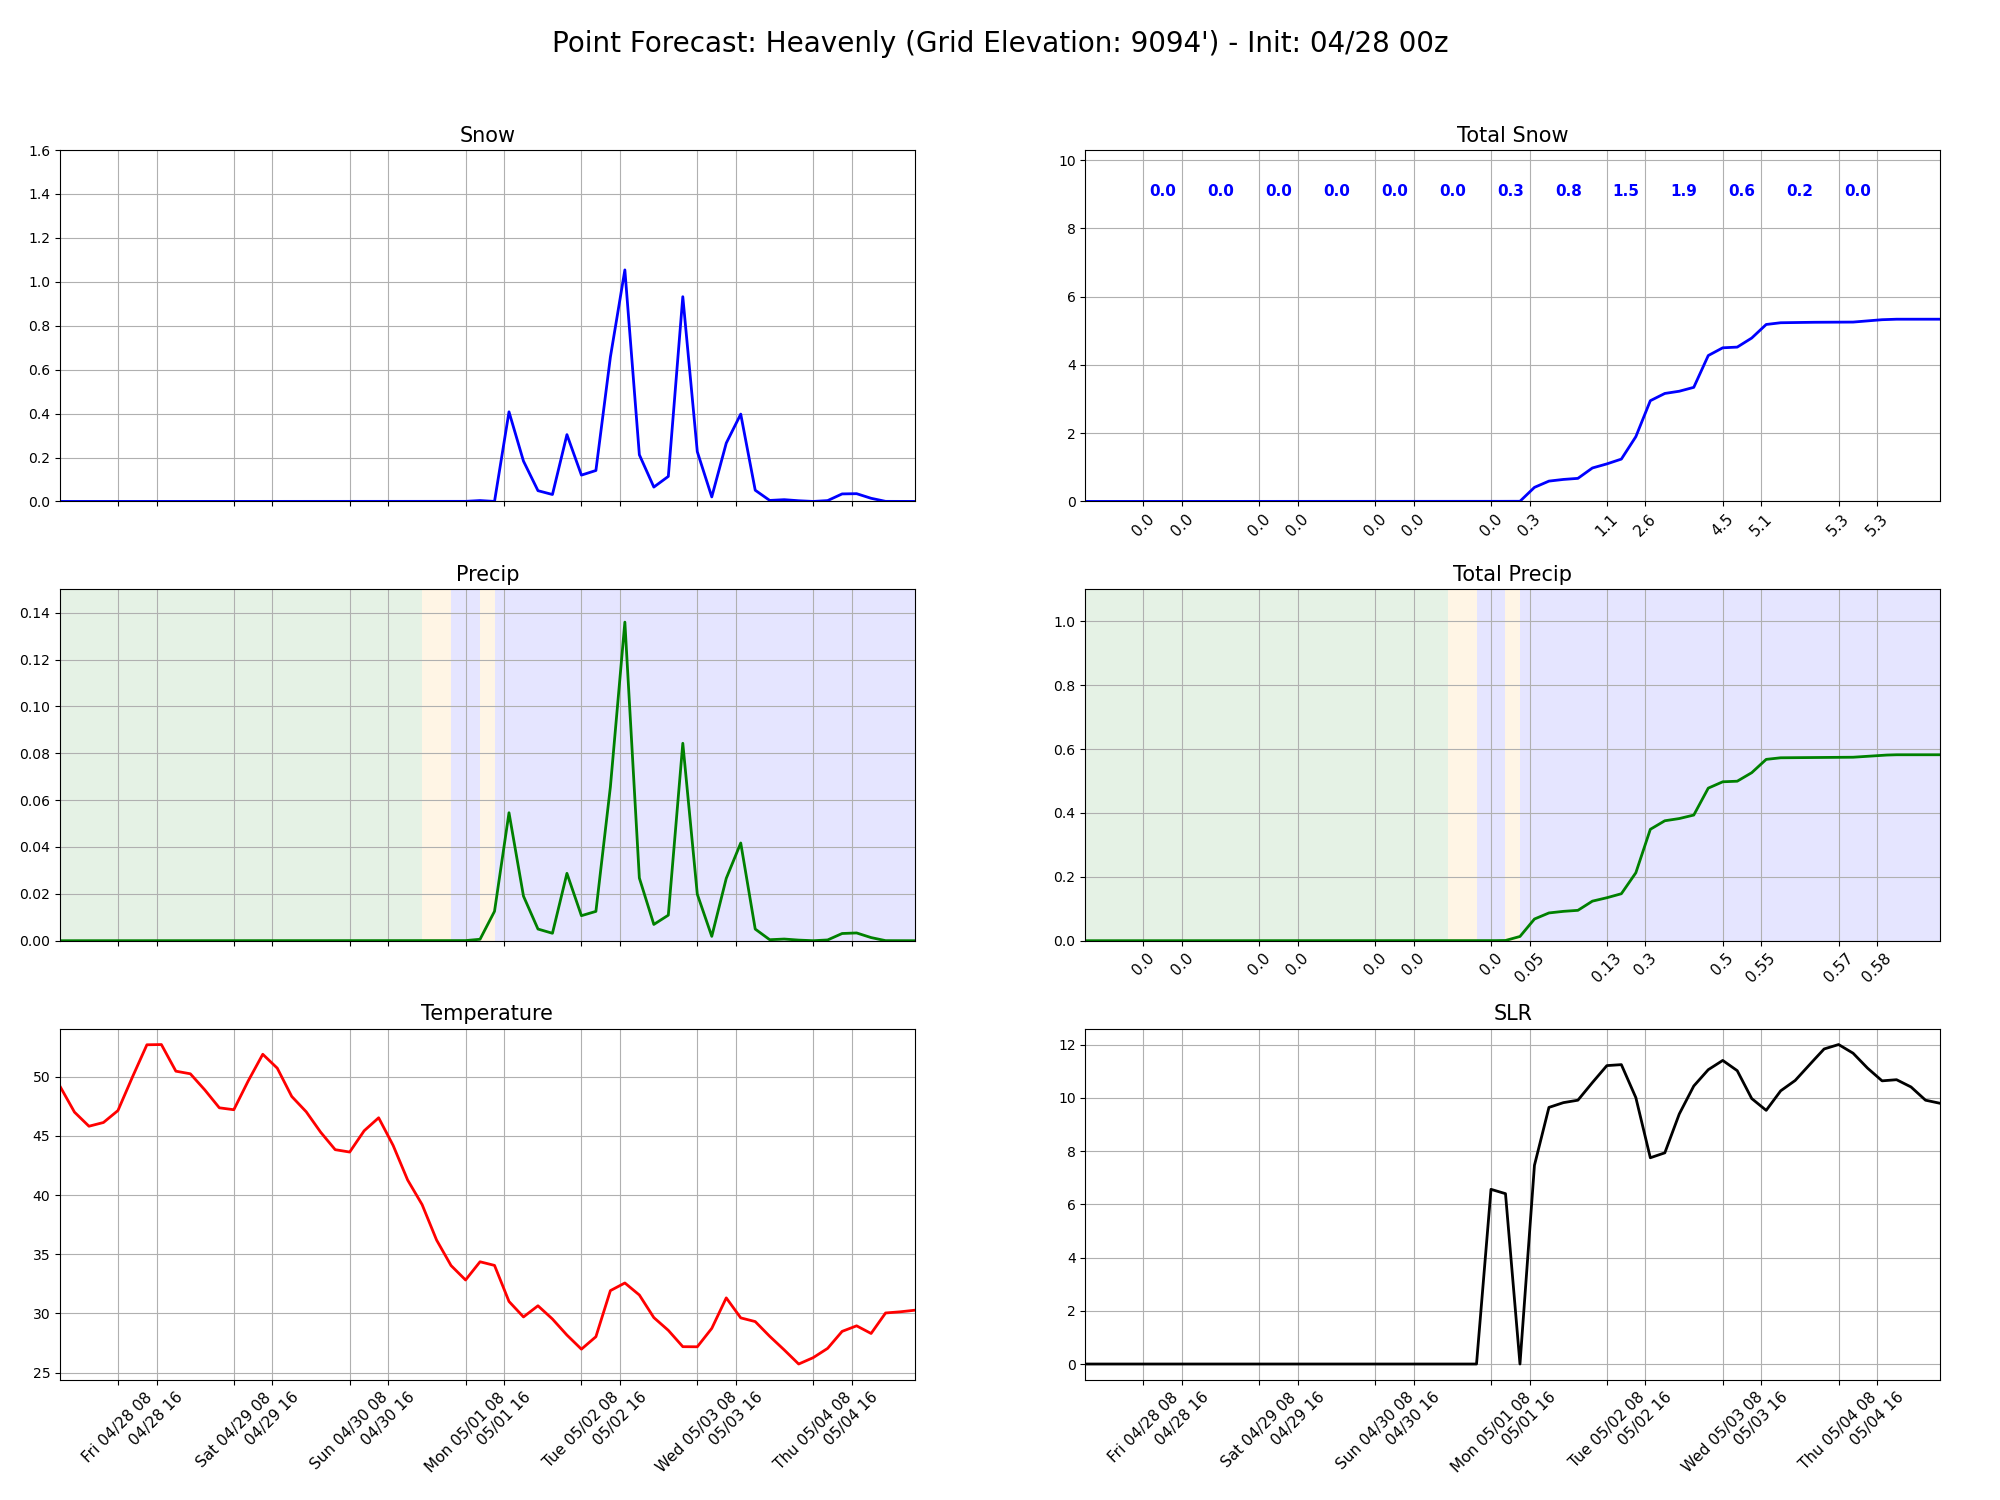 Point Forecast: Heavenly (Grid Elevation: 9094') - Init: 04/28 00z
Snow
1.6
1.4
1.2
1.0
0.8
0.6
0.4
0.2
0.0
Total Snow
10
8
6
4
2
0
0.0 0.0 0.0 0.0 0.0 0.0 0.3 0.8 1.5 1.9 0.6 0.2 0.0
0.0 0.0 0.0 0.0 0.0 0.0 0.0 0.3 1.1 2.6 4.5 5.1 5.3 5.3
Precip
0.14
0.12
0.10
0.08
0.06
0.04
0.02
0.00
Total Precip
1.0
0.8
0.6
0.4
0.2
0.0
0.0 0.0 0.0 0.0 0.0 0.0 0.0 0.05 0.13 0.3 0.5 0.55 0.57 0.58
Temperature
50
45
40
35
30
25
Fri 04/28 08
04/28 16
Sat 04/29 08
04/29 16
Sun 04/30 08
04/30 16
Mon 05/01 08
05/01 16
Tue 05/02 08
05/02 16
Wed 05/03 08
05/03 16
Thu 05/04 08
05/04 16
SLR
12
10
8
6
4
2
0
Fri 04/28 08
04/28 16
Sat 04/29 08
04/29 16
Sun 04/30 08
04/30 16
Mon 05/01 08
05/01 16
Tue 05/02 08
05/02 16
Wed 05/03 08
05/03 16
Thu 05/04 08
05/04 16